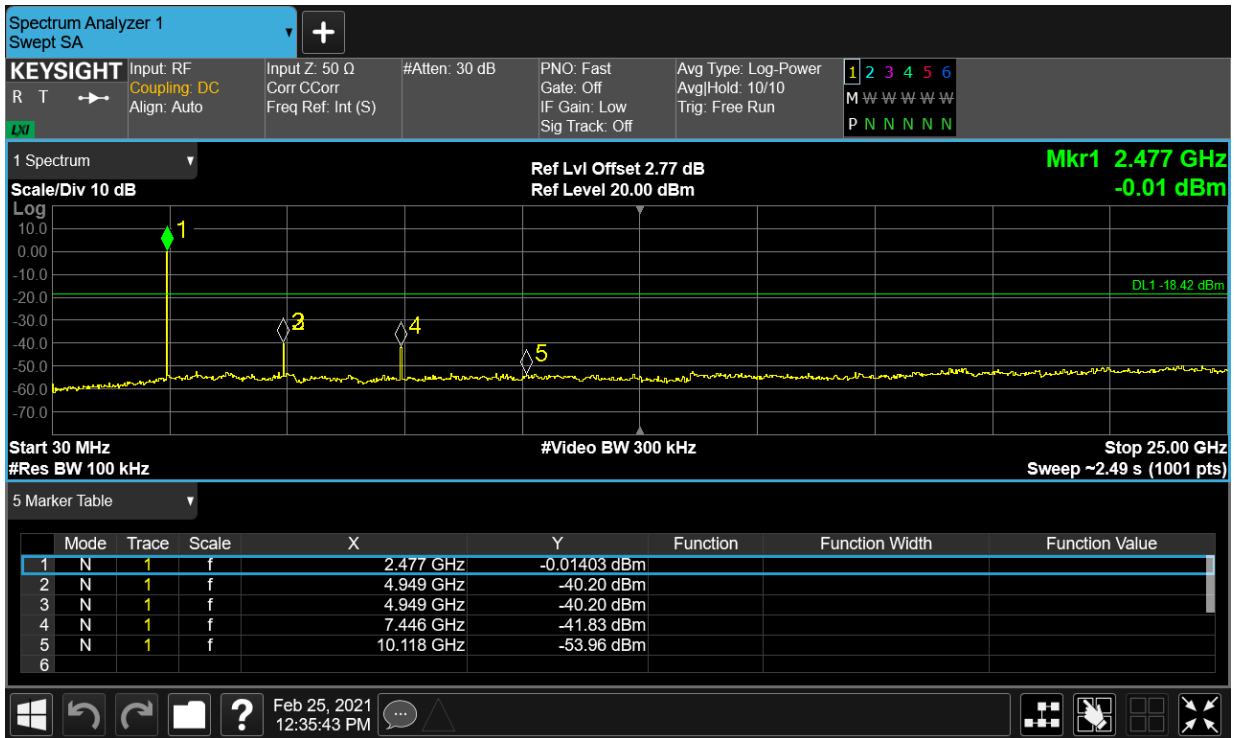 Spectrum Analyzer 1
Swept SA
KEYSIGHT
R T
LXI
Input: RF
Coupling: DC
Align: Auto
Input Z: 50 Ω
Corr CCorr
Freq Ref: Int (S)
#Atten: 30 dB
PNO: Fast
Gate: Off
IF Gain: Low
Sig Track: Off
Avg Type: Log-Power
Avg|Hold: 10/10
Trig: Free Run
1 2 3 4 5 6
M W W W W W
P N N N N N
1 Spectrum
Scale/Div 10 dB
Ref Lvl Offset 2.77 dB
Ref Level 20.00 dBm
Mkr1 2.477 GHz
-0.01 dBm
Log
10.0
0.00
-10.0
-20.0
-30.0
-40.0
-50.0
-60.0
-70.0
1
3
4
5
DL1 -18.42 dBm
Start 30 MHz
#Video BW 300 kHz
Stop 25.00 GHz
#Res BW 100 kHz
Sweep ~2.49 s (1001 pts)
5 Marker Table
Mode Trace Scale X Y Function Function Width Function Value
1 N 1 f 2.477 GHz -0.01403 dBm
2 N 1 f 4.949 GHz -40.20 dBm
3 N 1 f 4.949 GHz -40.20 dBm
4 N 1 f 7.446 GHz -41.83 dBm
5 N 1 f 10.118 GHz -53.96 dBm
6
?
Feb 25, 2021
12:35:43 PM